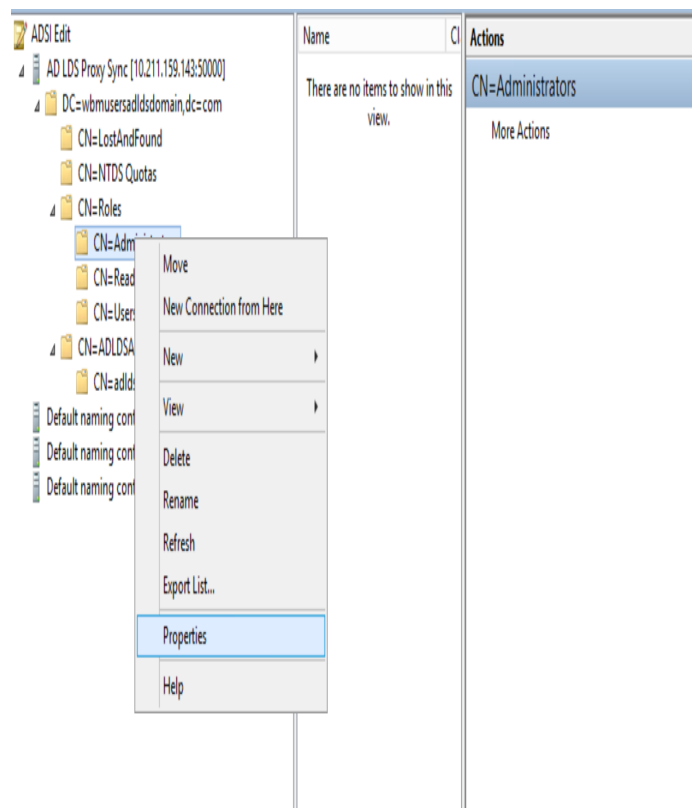 ADSI Edit
AD LDS Proxy Sync [10.211.159.143:50000]
DC=wbmusersadldsdomain,dc=com
CN=LostAndFound
CN=NTDS Quotas
CN=Roles
CN=Adm
CN=Read
CN=Users
CN=ADLDSA
CN=adlds
Default naming cont
Default naming cont
Default naming cont
Move
New Connection from Here
New
View
Delete
Rename
Refresh
Export List...
Properties
Help
Name
Cl
There are no items to show in this
view.
Actions
CN=Administrators
More Actions